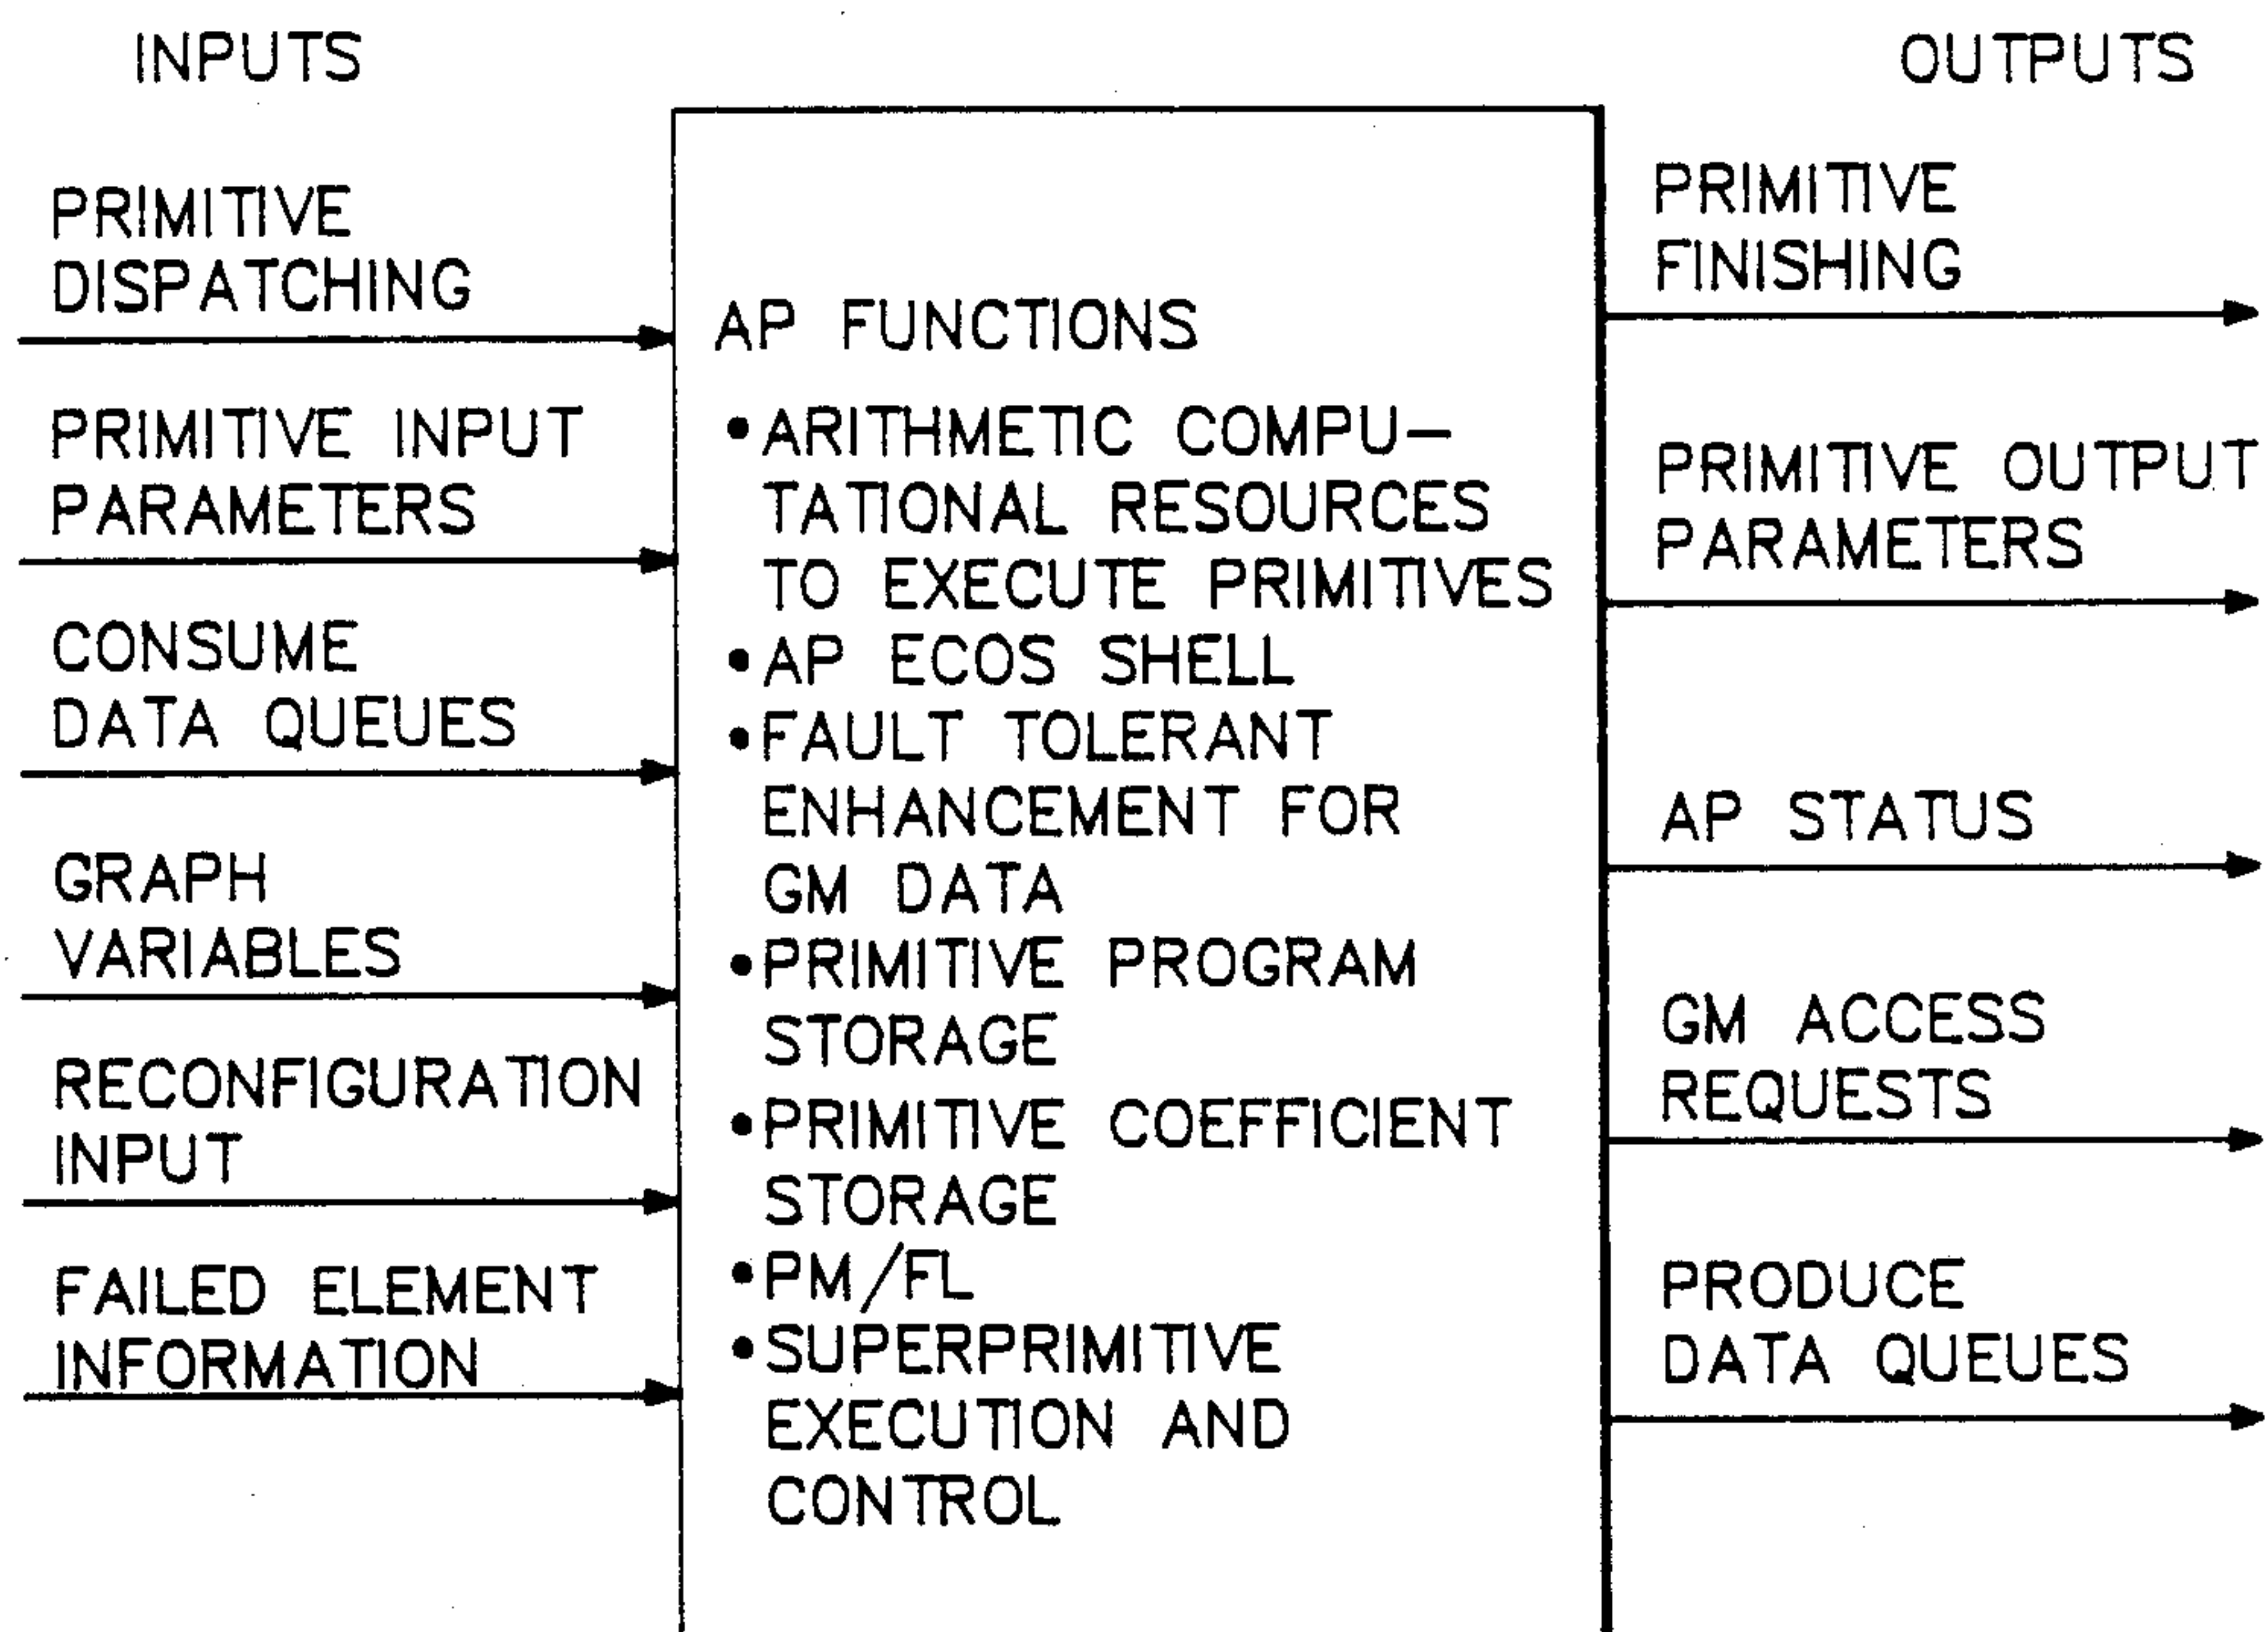 INPUTS
PRIMITIVE
DISPATCHING
PRIMITIVE INPUT
PARAMETERS
CONSUME
DATA QUEUES
GRAPH
VARIABLES
RECONFIGURATION
INPUT
FAILED ELEMENT
INFORMATION
AP FUNCTIONS
•ARITHMETIC COMPU–
TATIONAL RESOURCES
TO EXECUTE PRIMITIVES
•AP ECOS SHELL
•FAULT TOLERANT
ENHANCEMENT FOR
GM DATA
•PRIMITIVE PROGRAM
STORAGE
•PRIMITIVE COEFFICIENT
STORAGE
•PM/FL
•SUPERPRIMITIVE
EXECUTION AND
CONTROL
OUTPUTS
PRIMITIVE
FINISHING
PRIMITIVE OUTPUT
PARAMETERS
AP STATUS
GM ACCESS
REQUESTS
PRODUCE
DATA QUEUES